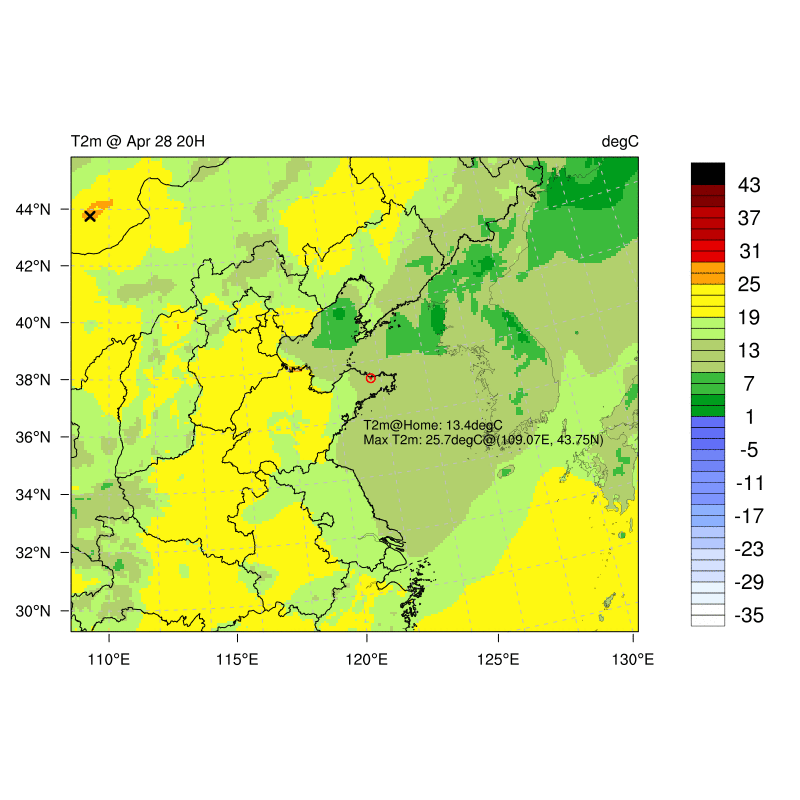 T2m @ Apr 28 20H
degC
44°N
42°N
40°N
38°N
36°N
34°N
32°N
30°N
110°E
115°E
120°E
125°E
130°E
T2m@Home: 13.4degC
Max T2m: 25.7degC@(109.07E, 43.75N)
43
37
31
25
19
13
7
1
-5
-11
-17
-23
-29
-35